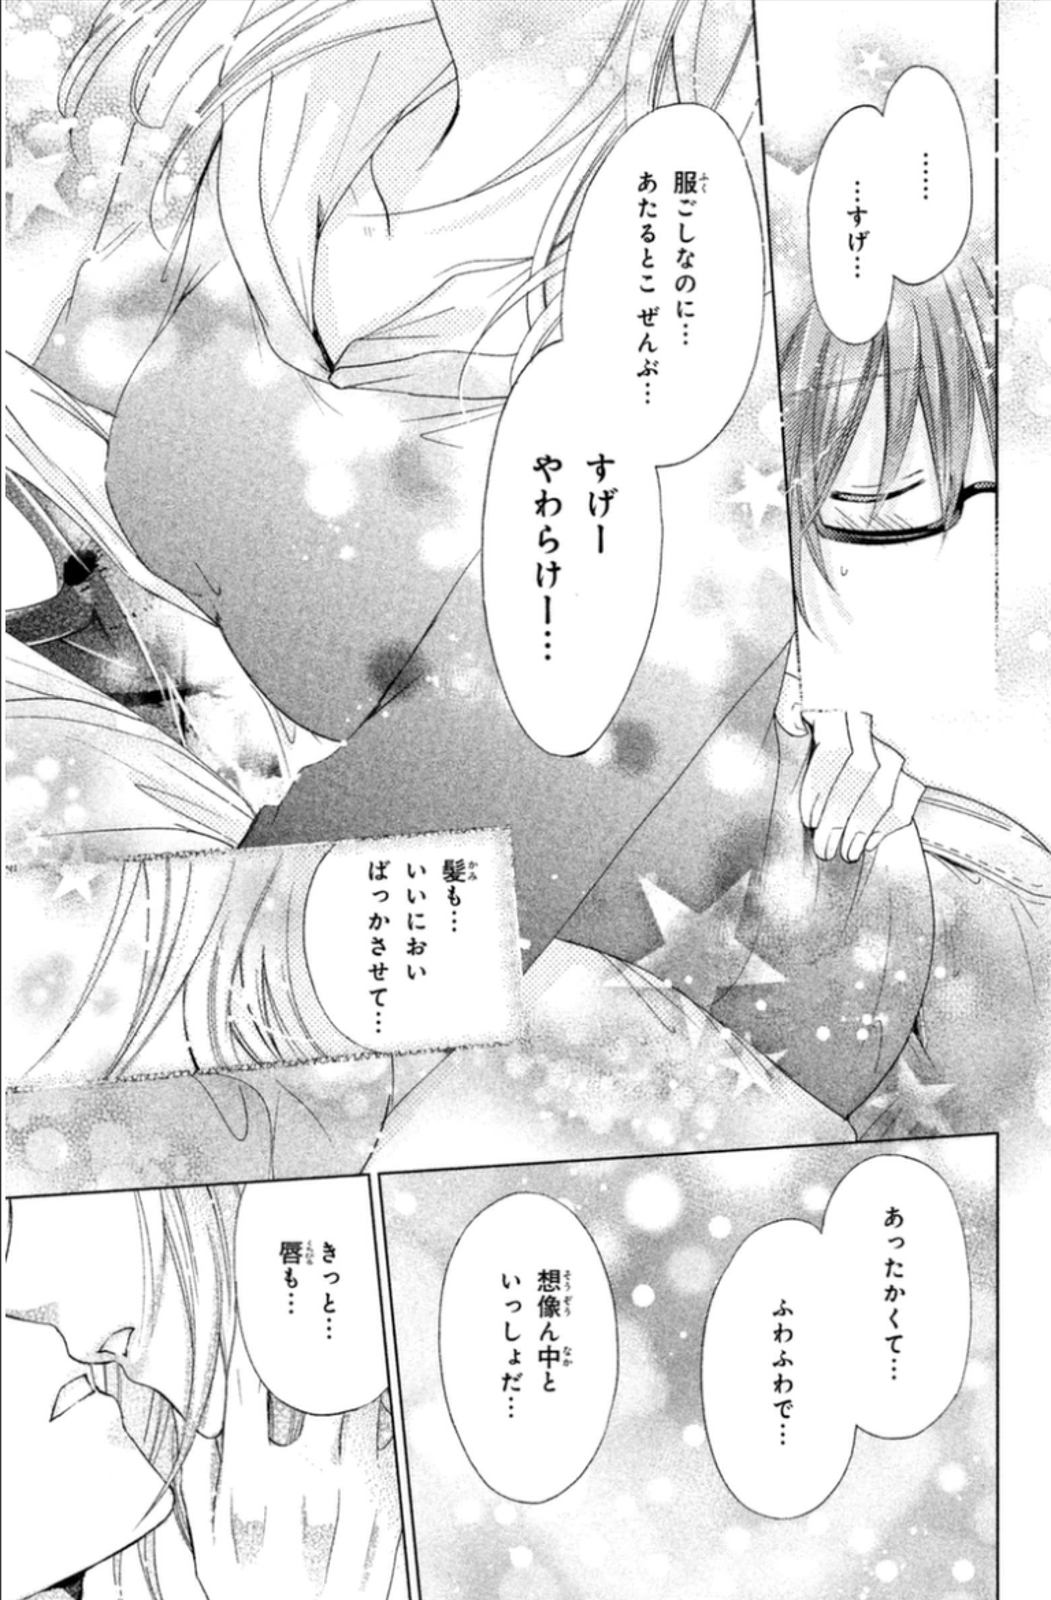 ……
…すげ…
服ごしなのに…
あたるとこ ぜんぶ…
すげー
やわらけー…
髪も…
いいにおい
ばっかさせて…
あったかくて…
ふわふわで…
想像ん中と
いっしょだ…
きっと…
唇も…